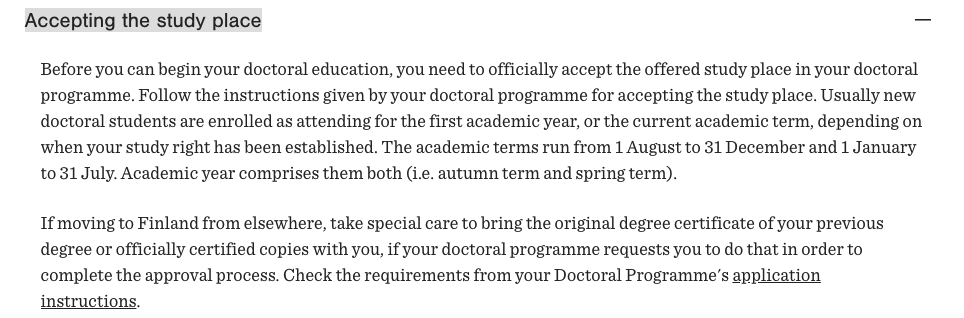 Accepting the study place
Before you can begin your doctoral education, you need to officially accept the offered study place in your doctoral
programme. Follow the instructions given by your doctoral programme for accepting the study place. Usually new
doctoral students are enrolled as attending for the first academic year, or the current academic term, depending on
when your study right has been established. The academic terms run from 1 August to 31 December and 1 January
to 31 July. Academic year comprises them both (i.e. autumn term and spring term).
If moving to Finland from elsewhere, take special care to bring the original degree certificate of your previous
degree or officially certified copies with you, if your doctoral programme requests you to do that in order to
complete the approval process. Check the requirements from your Doctoral Programme's application
instructions.